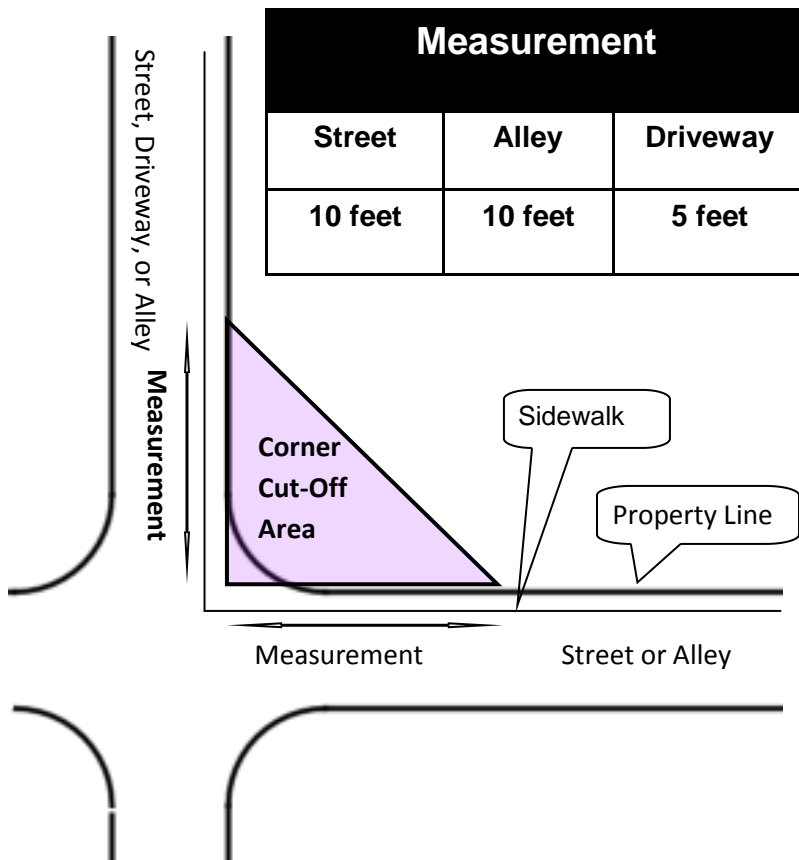 Measurement
Street Alley Driveway
10 feet 10 feet 5 feet
Street, Driveway, or Alley
Measurement
Corner
Cut-Off
Area
Sidewalk
Property Line
Measurement
Street or Alley